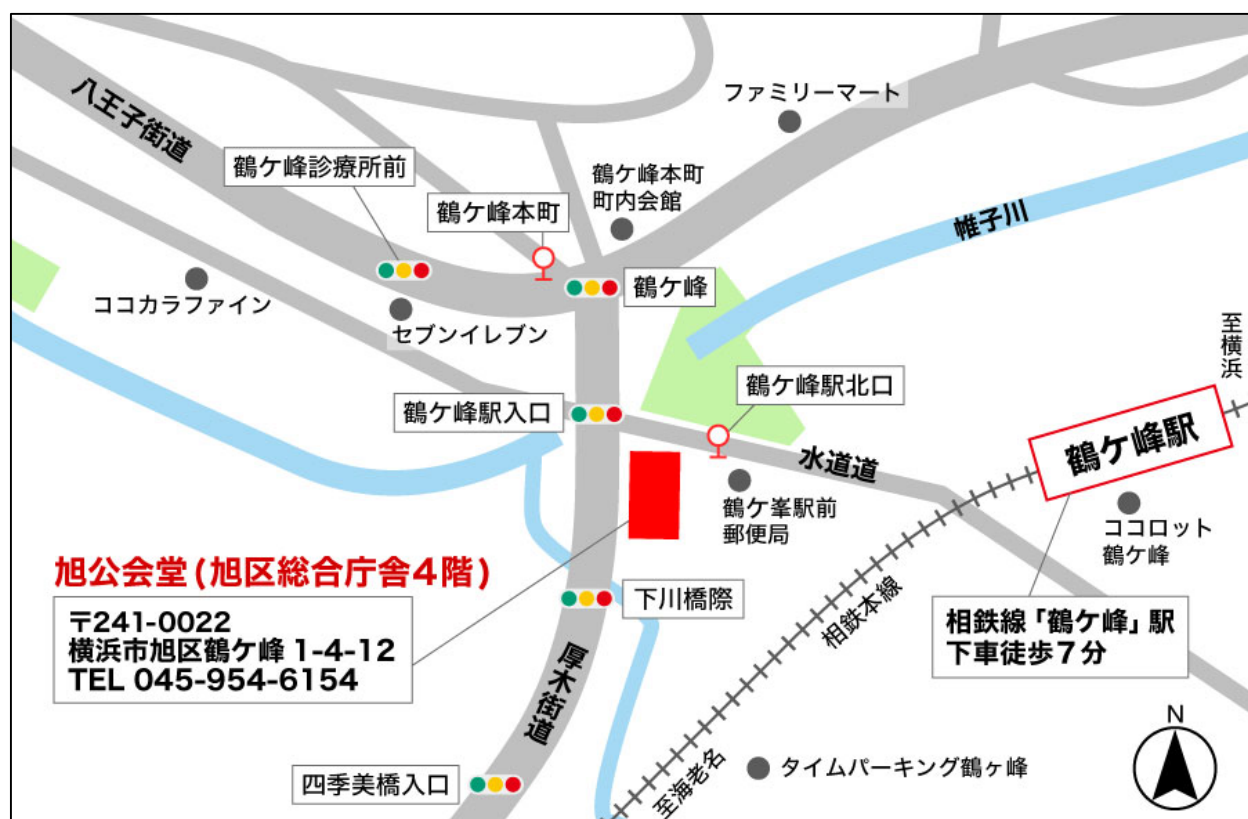 ファミリーマート
八王子街道
鶴ケ峰診療所前
鶴ケ峰本町
町内会館
鶴ケ峰本町
帷子川
ココカラファイン
セブンイレブン
鶴ケ峰
至横浜
鶴ケ峰駅北口
鶴ケ峰駅入口
鶴ケ峰駅
水道道
鶴ケ峯駅前
郵便局
ココロット
鶴ケ峰
旭公会堂(旭区総合庁舎4階)
〒241-0022
横浜市旭区鶴ケ峰 1-4-12
TEL 045-954-6154
下川橋際
相鉄本線
相鉄線「鶴ケ峰」駅
下車徒歩7分
厚木街道
N
四季美橋入口
至海老名
タイムパーキング鶴ヶ峰